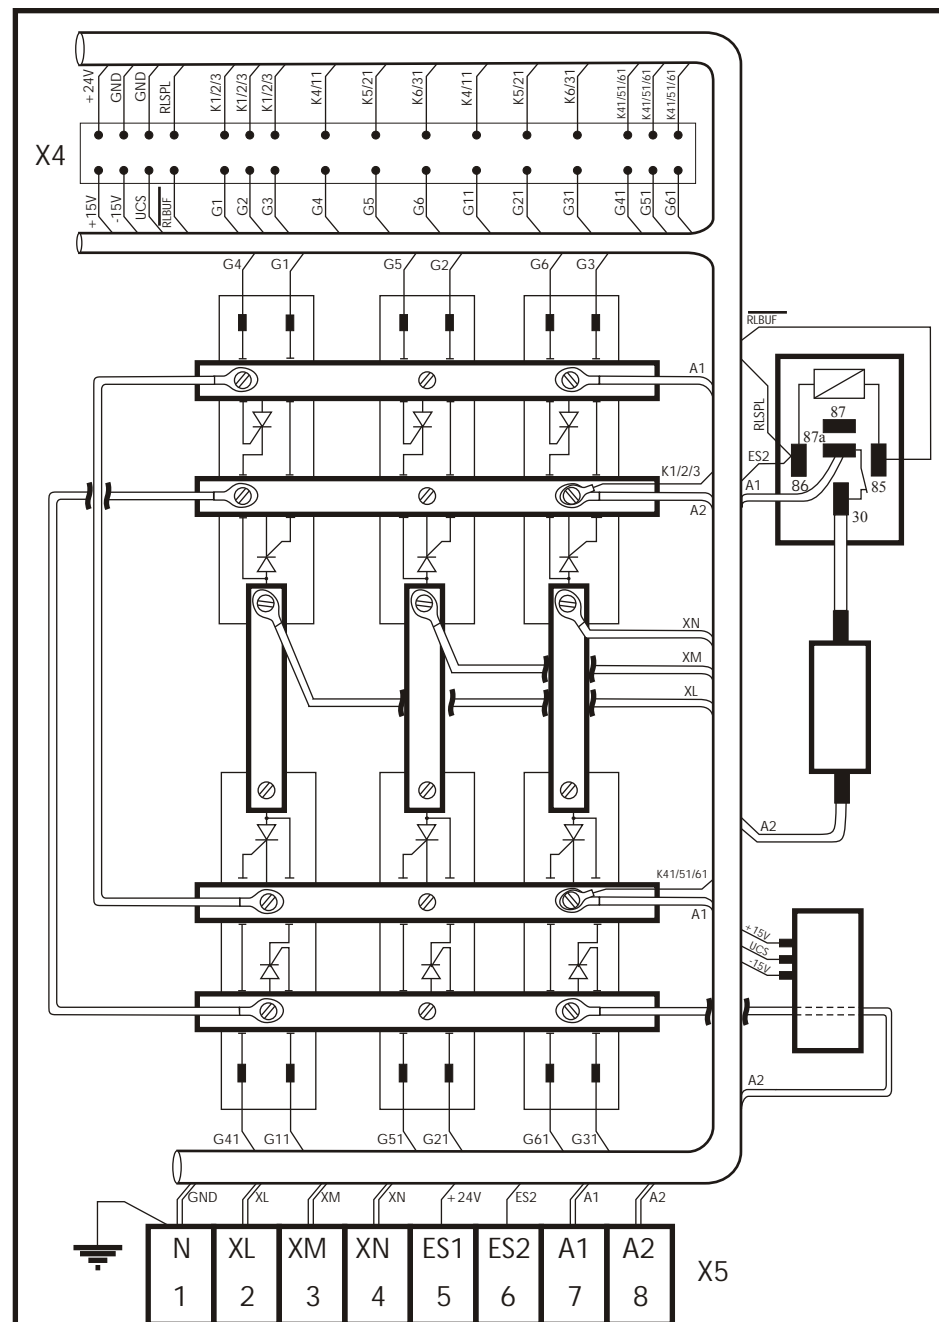 +24V GND GND RLSPL K1/2/3 K1/2/3 K1/2/3 K4/11 K5/21 K6/31 K4/11 K5/21 K6/31 K41/51/61 K41/51/61 K41/51/61
X4
+15V -15V UCS RLBUF G1 G2 G3 G4 G5 G6 G11 G21 G31 G41 G51 G61
G4 G1 G5 G2 G6 G3
RLBUF
A1
RLSPL
87
87a
ES2
K1/2/3
A1 86 85
A2
30
XN
XM
XL
A2
K41/51/61
A1
+15V
UCS
-15V
A2
G41 G11 G51 G21 G61 G31
GND XL XM XN +24V ES2 A1 A2
N XL XM XN ES1 ES2 A1 A2
X5
1 2 3 4 5 6 7 8